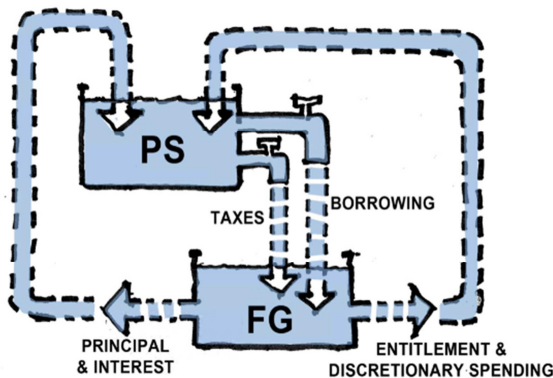 PS
TAXES
BORROWING
FG
PRINCIPAL
& INTEREST
ENTITLEMENT &
DISCRETIONARY SPENDING